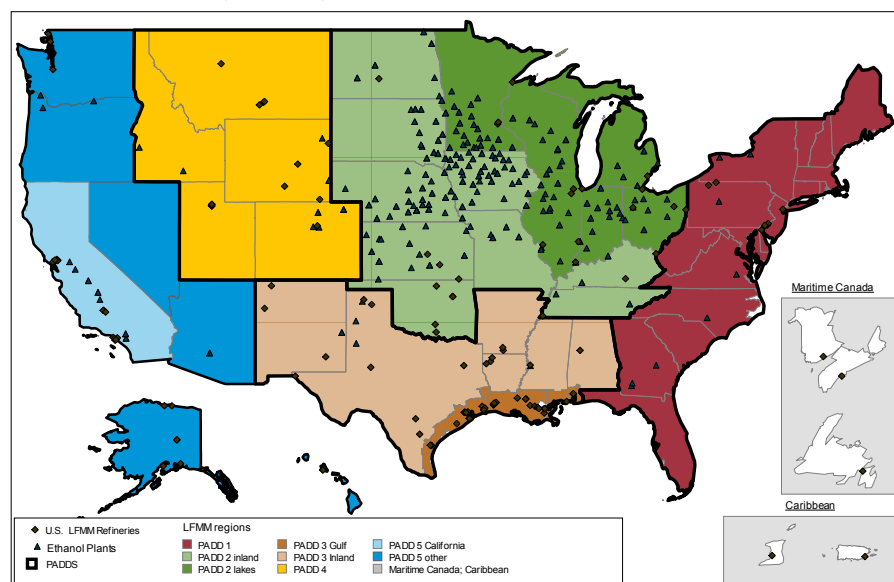 Maritime Canada
Caribbean
U.S. LFMM Refineries
Ethanol Plants
PADDS
LFMM regions
PADD 1
PADD 2 inland
PADD 2 lakes
PADD 3 Gulf
PADD 3 Inland
PADD 4
PADD 5 California
PADD 5 other
Maritime Canada; Caribbean